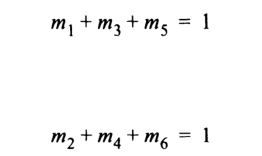 m₁ + m₃ + m₅ = 1
m₂ + m₄ + m₆ = 1